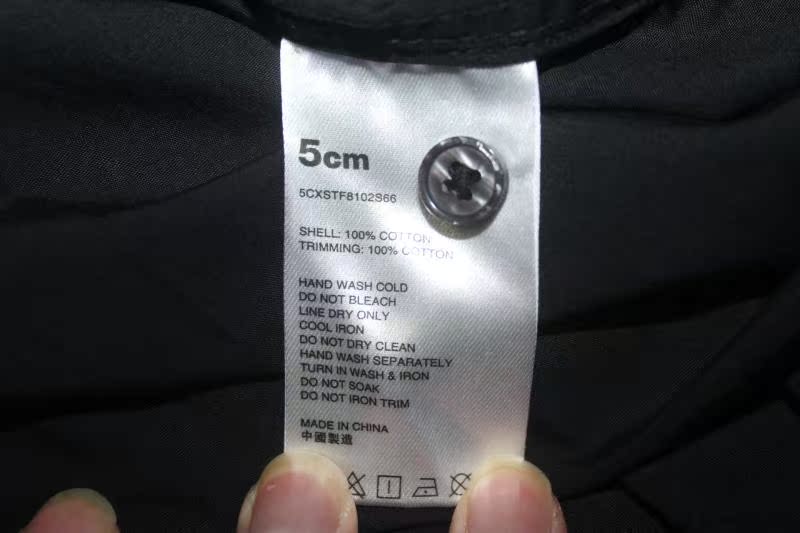 5cm
5CXSTF8102S66
SHELL: 100% COTTON
TRIMMING: 100% COTTON
HAND WASH COLD
DO NOT BLEACH
LINE DRY ONLY
COOL IRON
DO NOT DRY CLEAN
HAND WASH SEPARATELY
TURN IN WASH & IRON
DO NOT SOAK
DO NOT IRON TRIM
MADE IN CHINA
中國製造